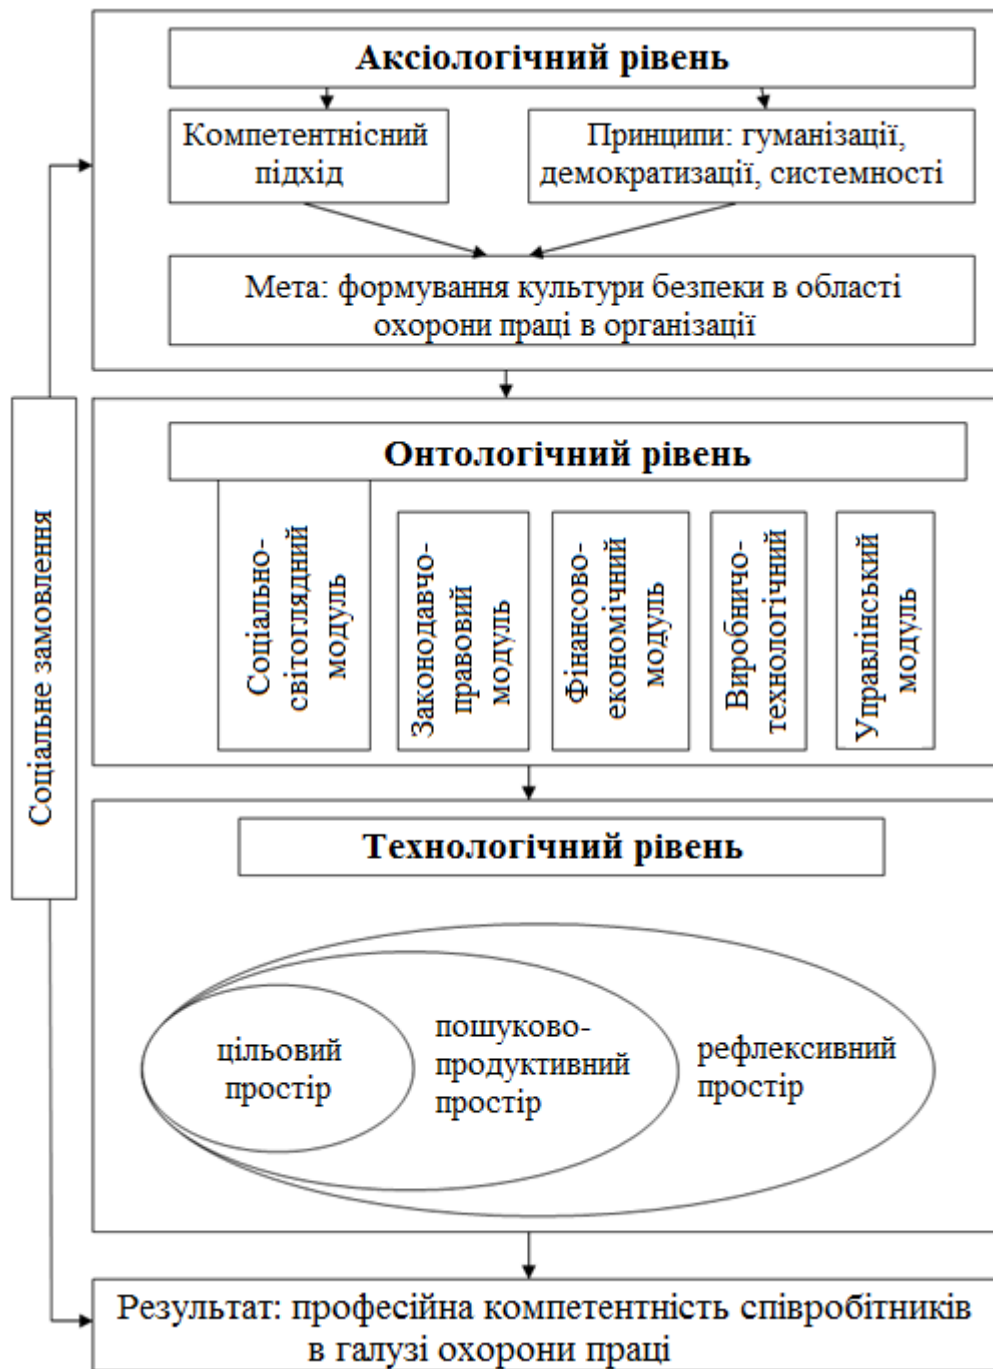 Аксіологічний рівень
Компетентнісний
підхід
Принципи: гуманізації,
демократизації, системності
Мета: формування культури безпеки в області
охорони праці в організації
Соціальне замовлення
Онтологічний рівень
Соціально-
світоглядний
модуль
Законодавчо-
правовий
модуль
Фінансово-
економічний
модуль
Виробничо-
технологічний
Управлінський
модуль
Технологічний рівень
цільовий
простір
пошуково-
продуктивний
простір
рефлексивний
простір
Результат: професійна компетентність співробітників
в галузі охорони праці